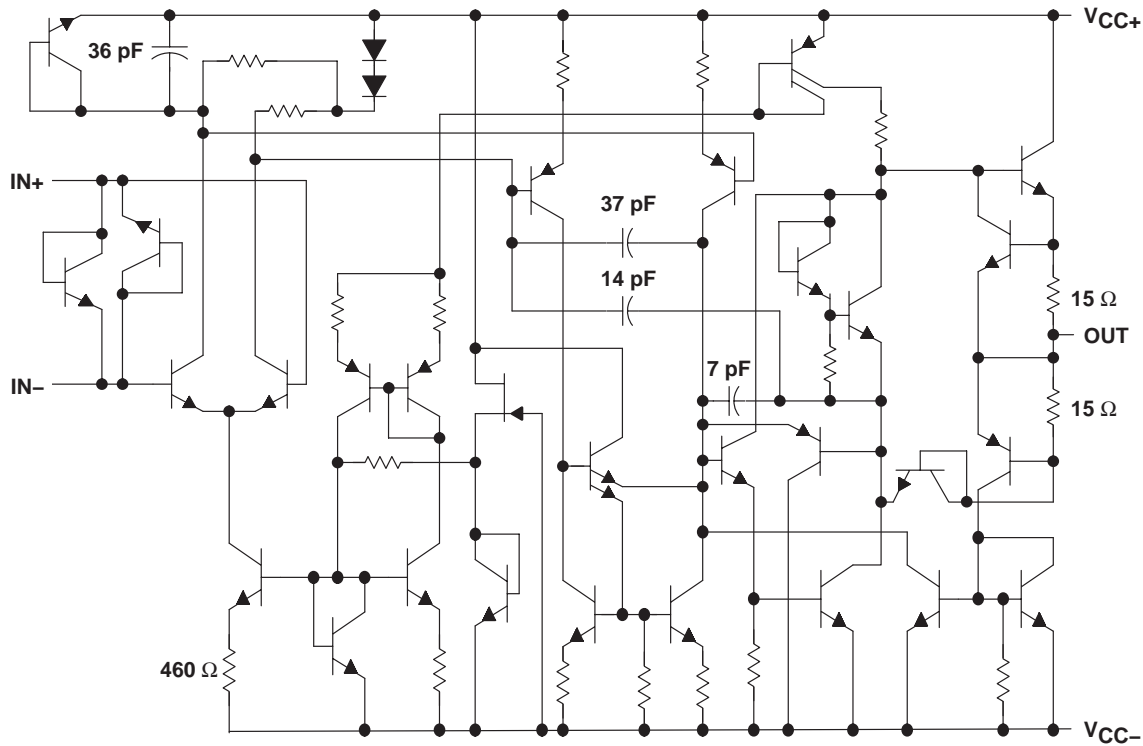 VCC+
36 pF
IN+
37 pF
14 pF
15 Ω
OUT
7 pF
IN−
15 Ω
460 Ω
VCC−